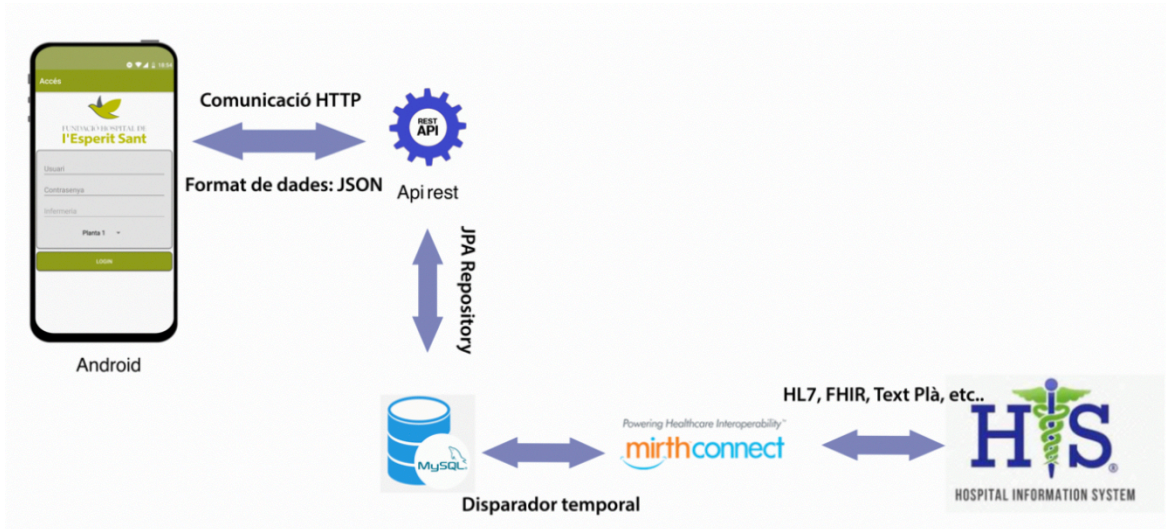 18:34
Accés
FUNDACIÓ HOSPITAL DE
l'Esperit Sant
Usuari
Contrasenya
Infermeria
Planta 1
LOGIN
Android
Comunicació HTTP
Format de dades: JSON
REST
API
Api rest
JPA Repository
MySQL
Disparador temporal
Powering Healthcare Interoperability™
mirthconnect
HL7, FHIR, Text Plà, etc..
HIS®
HOSPITAL INFORMATION SYSTEM